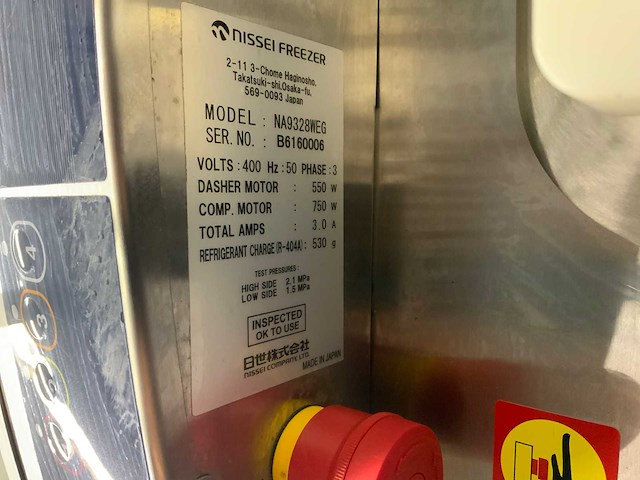 NISSEI FREEZER
2-11 3-Chome Haginosho,
Takatsuki-shi,Osaka-fu,
569-0093 Japan
MODEL : NA9328WEG
SER.NO. : B6160006
VOLTS : 400 Hz : 50 PHASE : 3
DASHER MOTOR : 550 W
COMP. MOTOR : 750 W
TOTAL AMPS : 3.0 A
REFRIGERANT CHARGE (R-404A) : 530 g
TEST PRESSURES :
HIGH SIDE 2.1 MPa
LOW SIDE 1.5 MPa
INSPECTED
OK TO USE
日世株式会社
NISSEI COMPANY, LTD.
MADE IN JAPAN
4
3